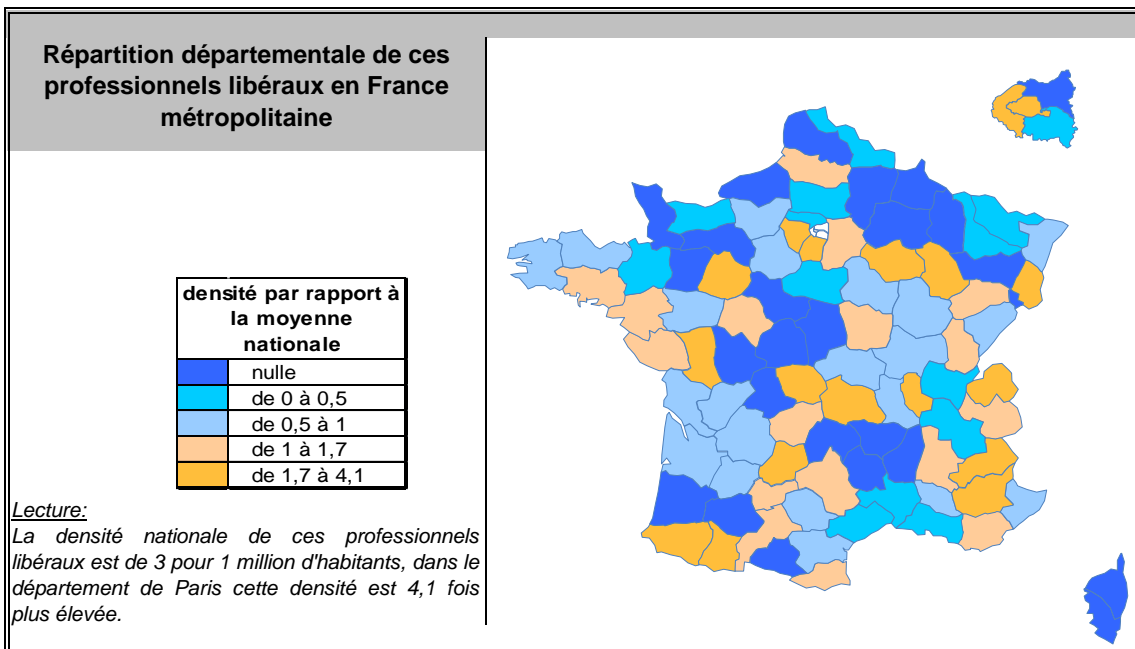 Répartition départementale de ces
professionnels libéraux en France
métropolitaine
densité par rapport à
la moyenne
nationale
nulle
de 0 à 0,5
de 0,5 à 1
de 1 à 1,7
de 1,7 à 4,1
Lecture:
La densité nationale de ces professionnels
libéraux est de 3 pour 1 million d'habitants, dans le
département de Paris cette densité est 4,1 fois
plus élevée.